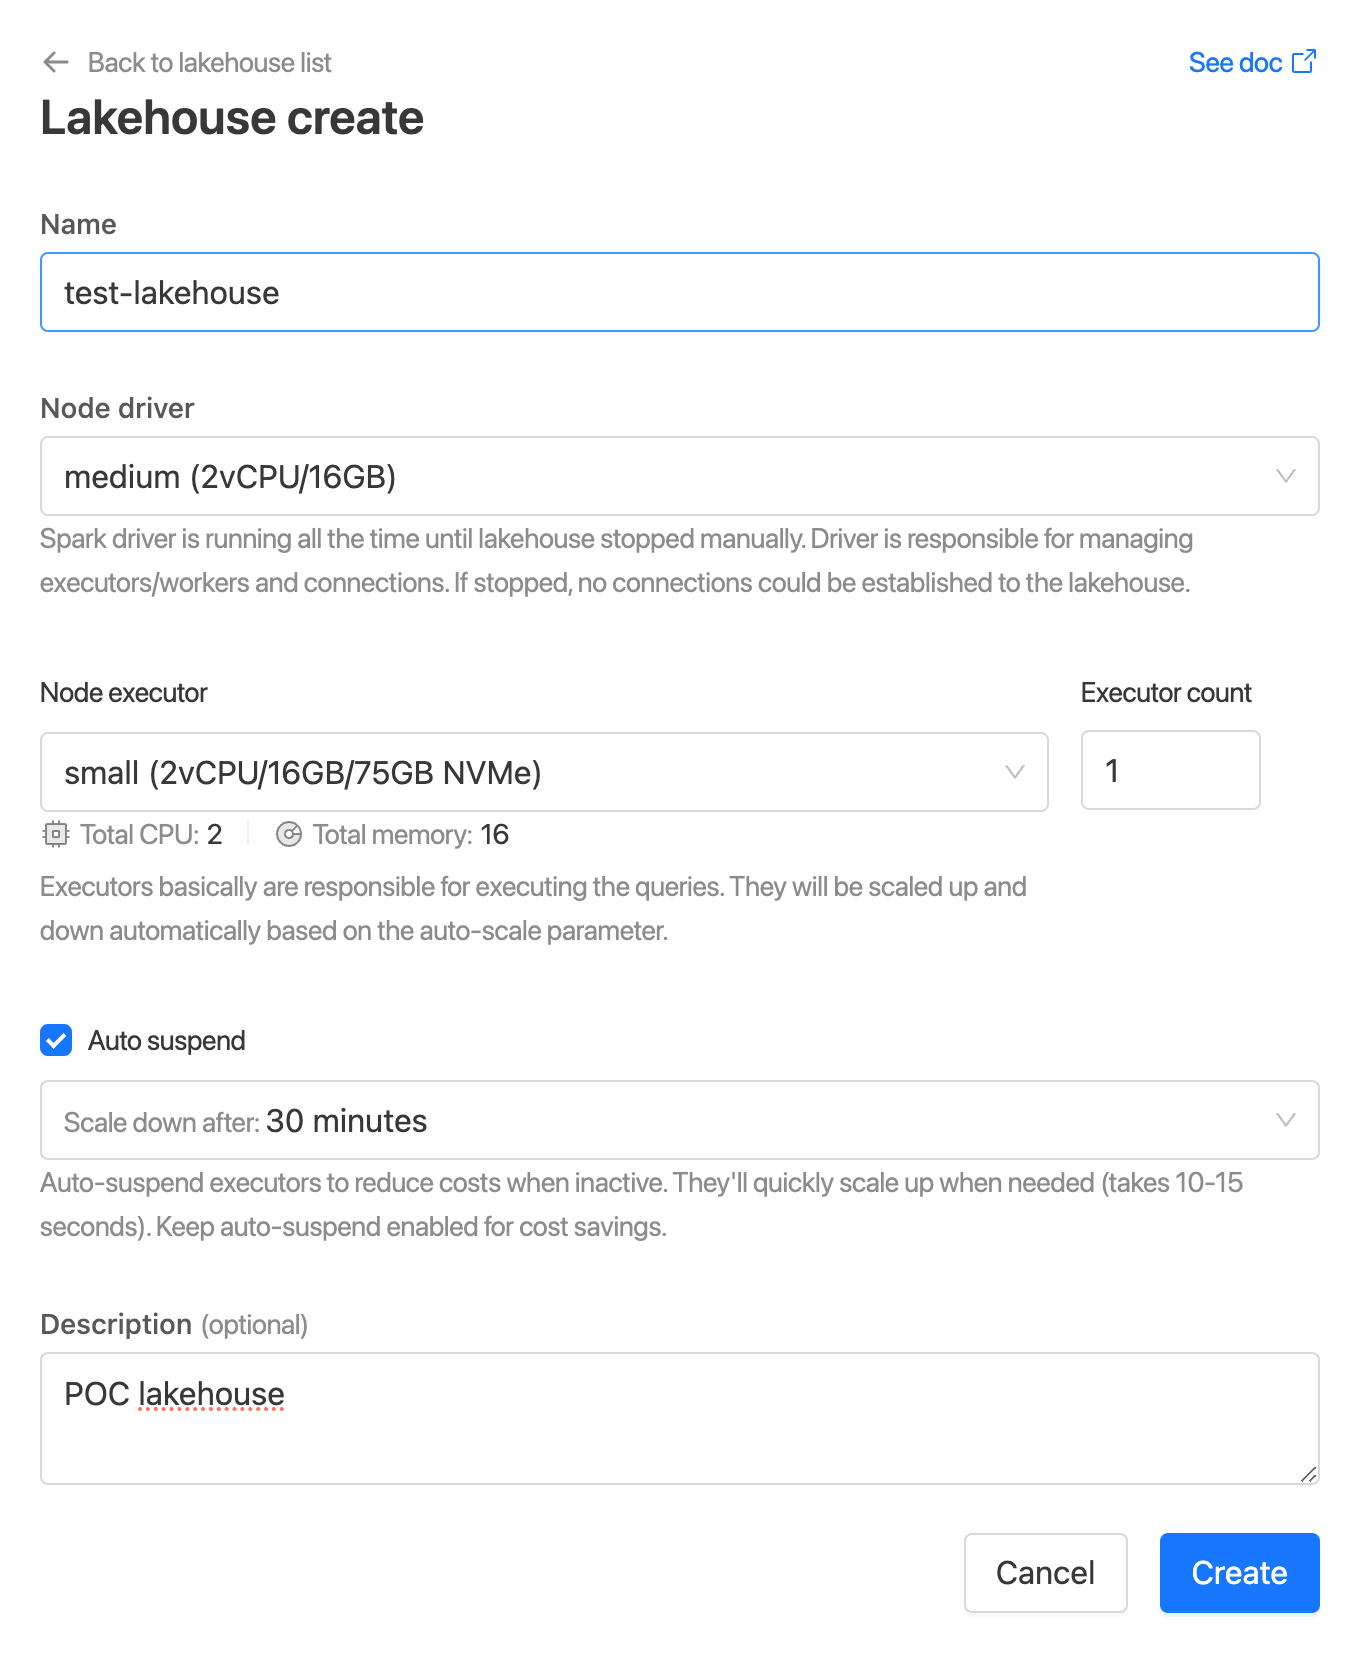 Back to lakehouse list
See doc
Lakehouse create
Name
test-lakehouse
Node driver
medium (2vCPU/16GB)
Spark driver is running all the time until lakehouse stopped manually. Driver is responsible for managing
executors/workers and connections. If stopped, no connections could be established to the lakehouse.
Node executor
Executor count
small (2vCPU/16GB/75GB NVMe)
1
Total CPU: 2
Total memory: 16
Executors basically are responsible for executing the queries. They will be scaled up and
down automatically based on the auto-scale parameter.
Auto suspend
Scale down after: 30 minutes
Auto-suspend executors to reduce costs when inactive. They'll quickly scale up when needed (takes 10-15
seconds). Keep auto-suspend enabled for cost savings.
Description (optional)
POC lakehouse
Cancel
Create